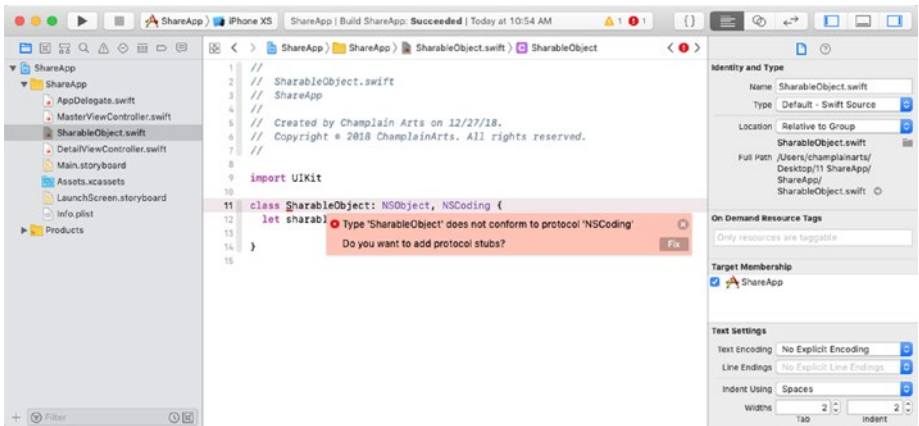 ShareApp iPhone XS ShareApp | Build ShareApp: Succeeded | Today at 10:54 AM 1 1 {}
ShareApp ShareApp SharableObject.swift C SharableObject
ShareApp
ShareApp
AppDelegate.swift
MasterViewController.swift
SharableObject.swift
DetailViewController.swift
Main.storyboard
Assets.xcassets
LaunchScreen.storyboard
Info.plist
Products
Filter
1 //
2 //  SharableObject.swift
3 //  ShareApp
4 //
5 //  Created by Champlain Arts on 12/27/18.
6 //  Copyright © 2018 ChamplainArts. All rights reserved.
7 //
8
9 import UIKit
10
11 class SharableObject: NSObject, NSCoding {
12   let sharabl
13
14 }
15
Type 'SharableObject' does not conform to protocol 'NSCoding'
Do you want to add protocol stubs? Fix
Identity and Type
Name SharableObject.swift
Type Default - Swift Source
Location Relative to Group
SharableObject.swift
Full Path /Users/champlainarts/
Desktop/11 ShareApp/
ShareApp/
SharableObject.swift
On Demand Resource Tags
Only resources are taggable
Target Membership
ShareApp
Text Settings
Text Encoding No Explicit Encoding
Line Endings No Explicit Line Endings
Indent Using Spaces
Widths 2 2
Tab Indent